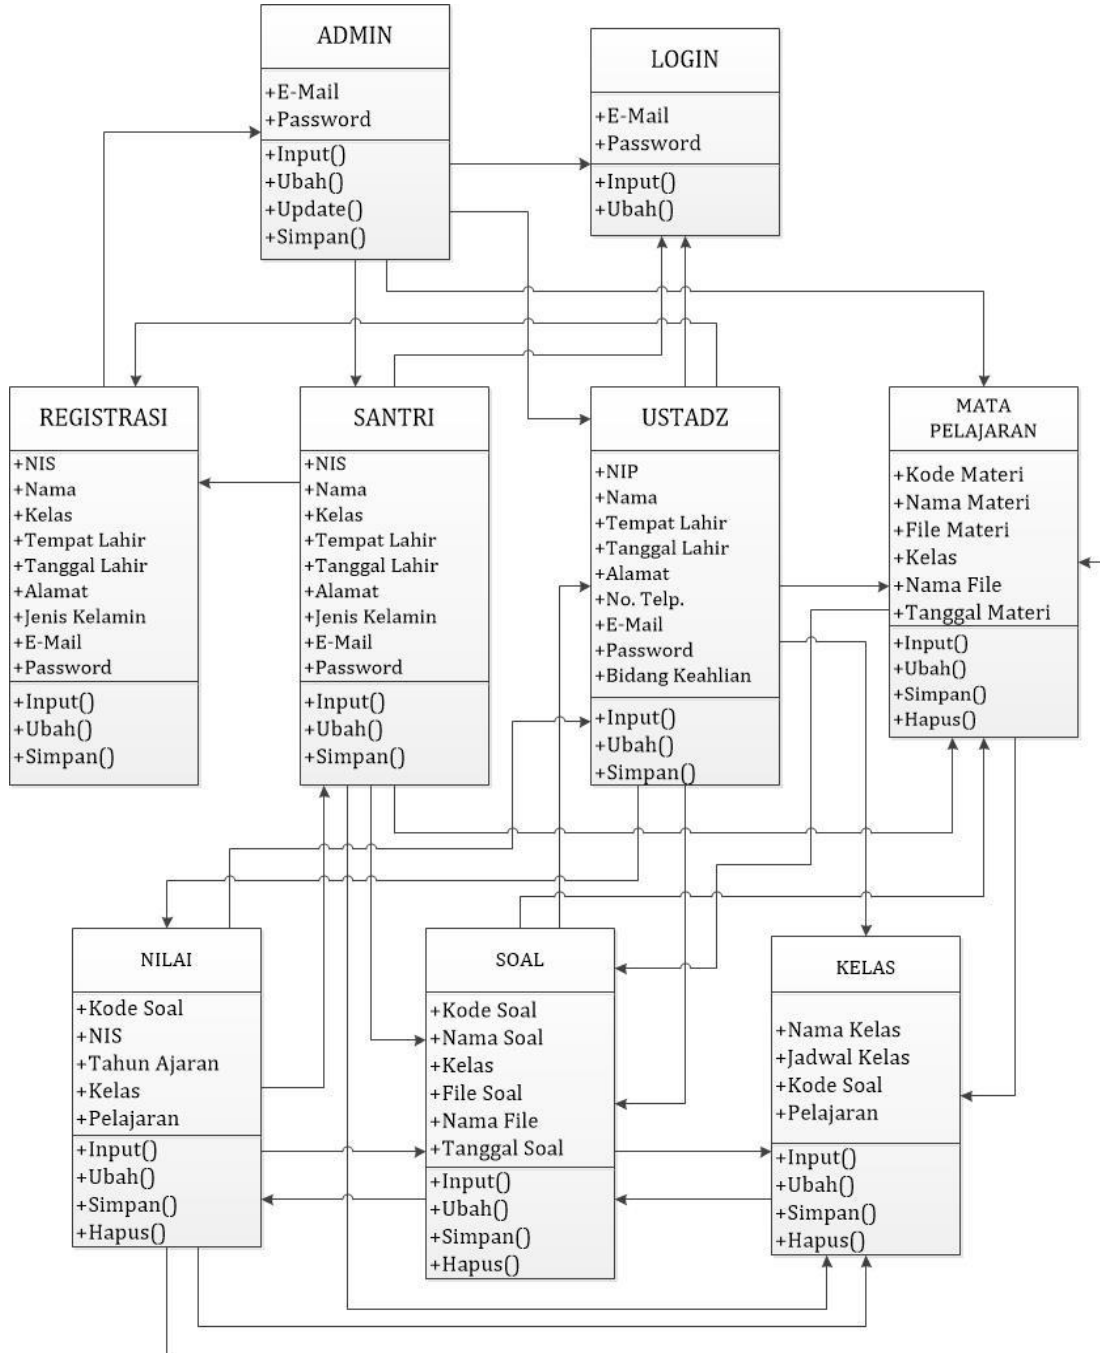 ADMIN
+E-Mail
+Password
+Input()
+Ubah()
+Update()
+Simpan()
LOGIN
+E-Mail
+Password
+Input()
+Ubah()
REGISTRASI
+NIS
+Nama
+Kelas
+Tempat Lahir
+Tanggal Lahir
+Alamat
+Jenis Kelamin
+E-Mail
+Password
+Input()
+Ubah()
+Simpan()
SANTRI
+NIS
+Nama
+Kelas
+Tempat Lahir
+Tanggal Lahir
+Alamat
+Jenis Kelamin
+E-Mail
+Password
+Input()
+Ubah()
+Simpan()
USTADZ
+NIP
+Nama
+Tempat Lahir
+Tanggal Lahir
+Alamat
+No. Telp.
+E-Mail
+Password
+Bidang Keahlian
+Input()
+Ubah()
+Simpan()
MATA
PELAJARAN
+Kode Materi
+Nama Materi
+File Materi
+Kelas
+Nama File
+Tanggal Materi
+Input()
+Ubah()
+Simpan()
+Hapus()
NILAI
+Kode Soal
+NIS
+Tahun Ajaran
+Kelas
+Pelajaran
+Input()
+Ubah()
+Simpan()
+Hapus()
SOAL
+Kode Soal
+Nama Soal
+Kelas
+File Soal
+Nama File
+Tanggal Soal
+Input()
+Ubah()
+Simpan()
+Hapus()
KELAS
+Nama Kelas
+Jadwal Kelas
+Kode Soal
+Pelajaran
+Input()
+Ubah()
+Simpan()
+Hapus()